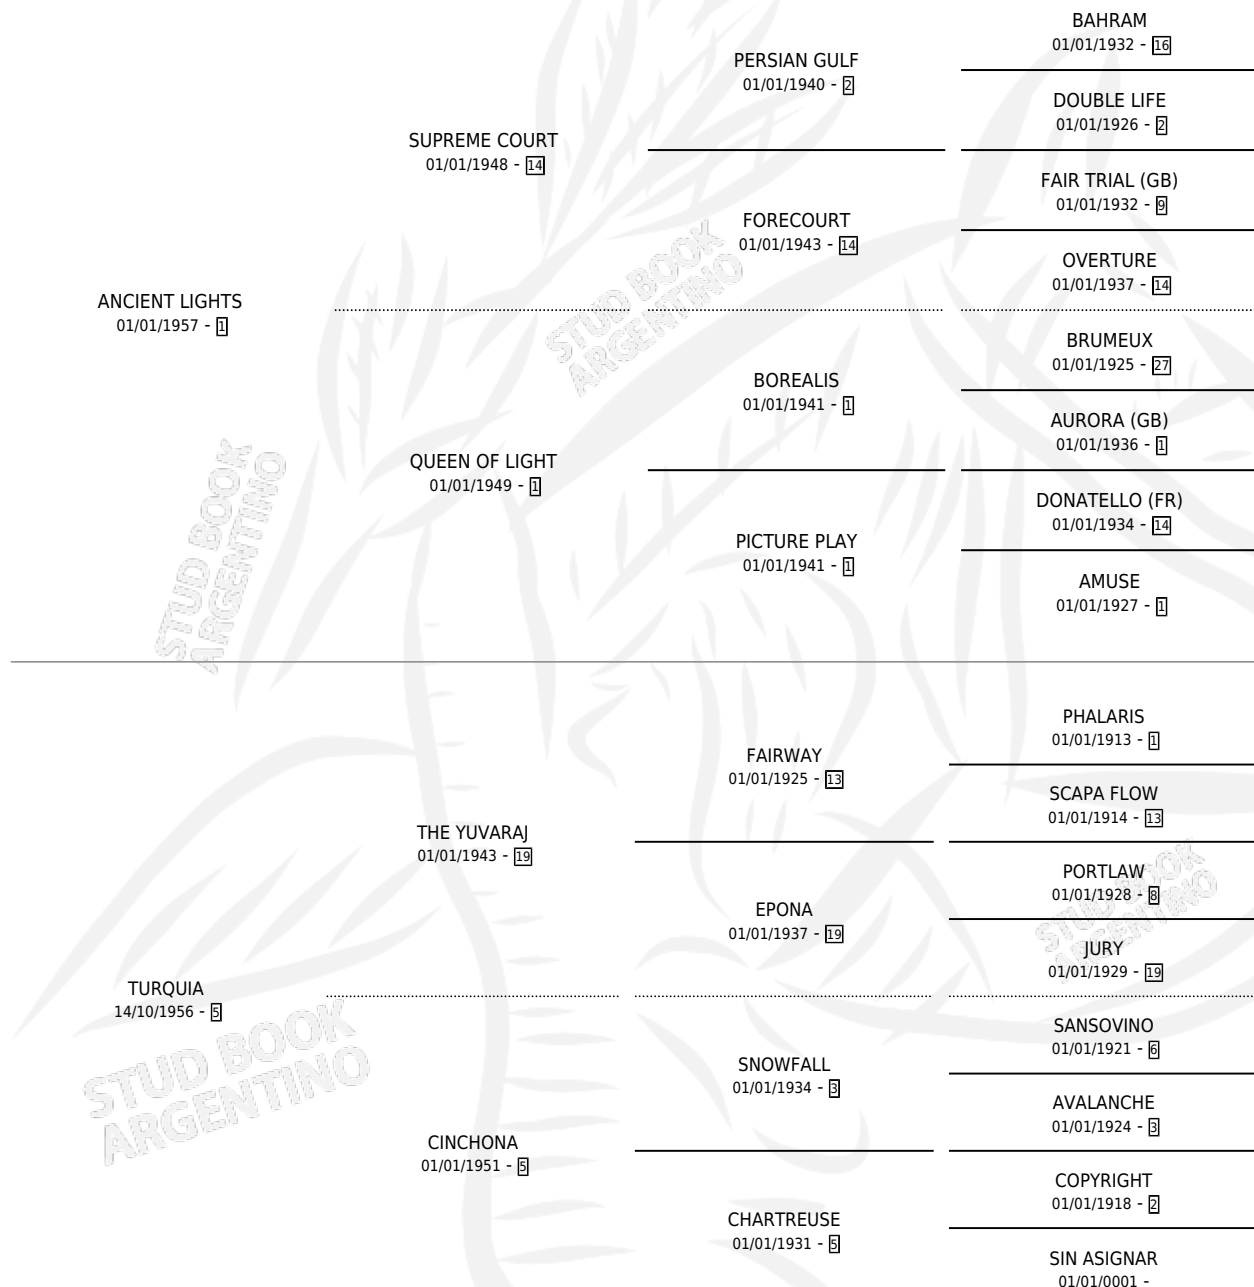 BAHRAM
01/01/1932 - 16
PERSIAN GULF
01/01/1940 - 2
DOUBLE LIFE
01/01/1926 - 2
SUPREME COURT
01/01/1948 - 14
FAIR TRIAL (GB)
01/01/1932 - 9
FORECOURT
01/01/1943 - 14
OVERTURE
01/01/1937 - 14
ANCIENT LIGHTS
01/01/1957 - 1
BRUMEUX
01/01/1925 - 27
BOREALIS
01/01/1941 - 1
AURORA (GB)
01/01/1936 - 1
QUEEN OF LIGHT
01/01/1949 - 1
DONATELLO (FR)
01/01/1934 - 14
PICTURE PLAY
01/01/1941 - 1
AMUSE
01/01/1927 - 1
PHALARIS
01/01/1913 - 1
FAIRWAY
01/01/1925 - 13
SCAPA FLOW
01/01/1914 - 13
THE YUVARAJ
01/01/1943 - 19
PORTLAW
01/01/1928 - 8
EPONA
01/01/1937 - 19
JURY
01/01/1929 - 19
TURQUIA
14/10/1956 - 5
SANSOVINO
01/01/1921 - 6
SNOWFALL
01/01/1934 - 3
AVALANCHE
01/01/1924 - 3
CINCHONA
01/01/1951 - 5
COPYRIGHT
01/01/1918 - 2
CHARTREUSE
01/01/1931 - 5
SIN ASIGNAR
01/01/0001 -
STUD BOOK
ARGENTINO
STUD BOOK
ARGENTINO
STUD BOOK
ARGENTINO
STUD BOOK
ARGENTINO